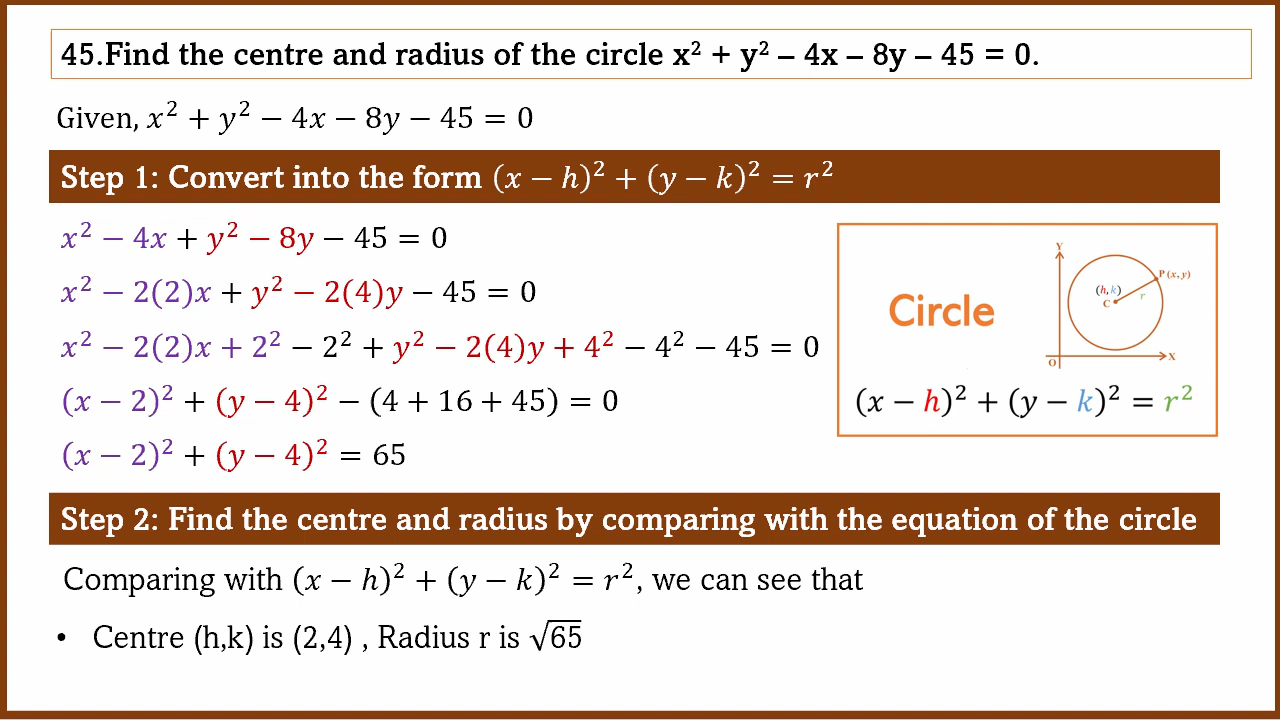 45.Find the centre and radius of the circle x² + y² – 4x – 8y – 45 = 0.
Given, x² + y² − 4x − 8y − 45 = 0
Step 1: Convert into the form (x − h)² + (y − k)² = r²
x² − 4x + y² − 8y − 45 = 0
x² − 2(2)x + y² − 2(4)y − 45 = 0
x² − 2(2)x + 2² − 2² + y² − 2(4)y + 4² − 4² − 45 = 0
(x − 2)² + (y − 4)² − (4 + 16 + 45) = 0
(x − 2)² + (y − 4)² = 65
Y
P (x, y)
(h, k)
C
r
Circle
O
X
(x − h)² + (y − k)² = r²
Step 2: Find the centre and radius by comparing with the equation of the circle
Comparing with (x − h)² + (y − k)² = r², we can see that
• Centre (h,k) is (2,4) , Radius r is √65